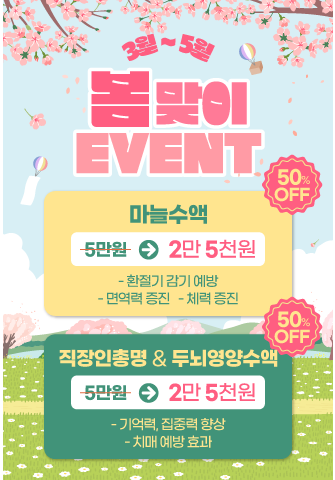 3월 ~ 5월
봄 맞이
EVENT
50%
OFF
마늘수액
5만원 → 2만 5천원
- 환절기 감기 예방
- 면역력 증진 - 체력 증진
50%
OFF
직장인총명 & 두뇌영양수액
5만원 → 2만 5천원
- 기억력, 집중력 향상
- 치매 예방 효과